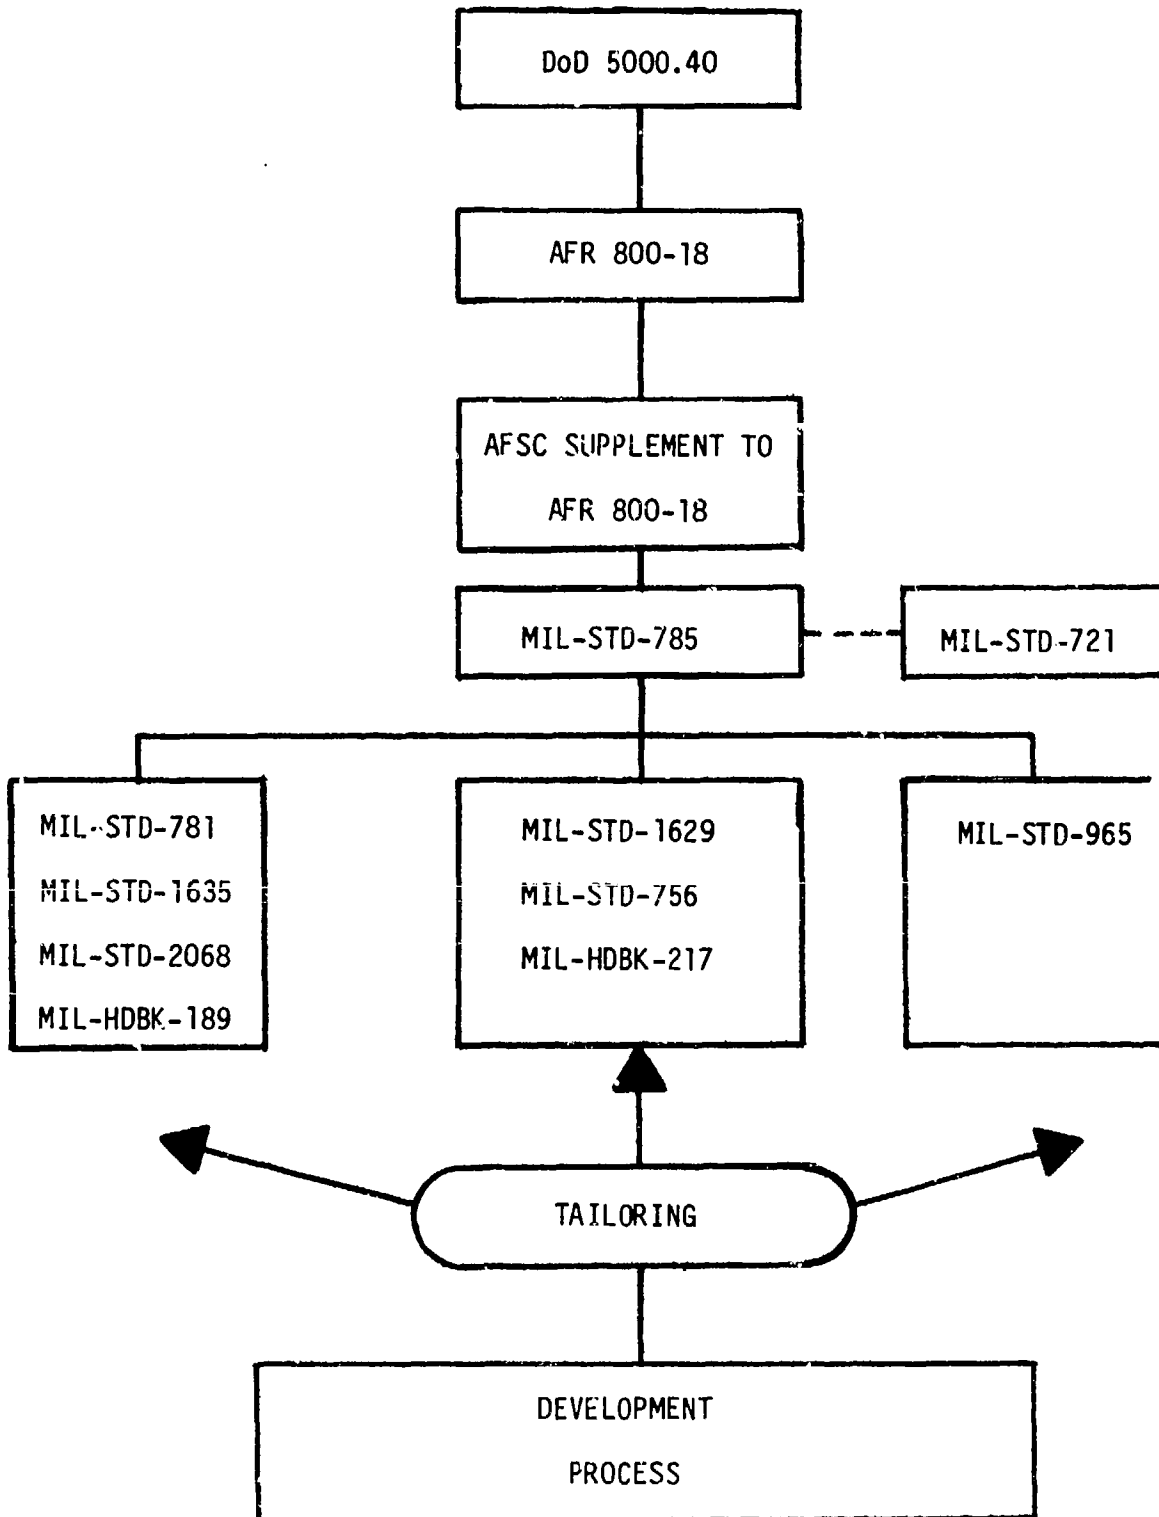 DoD 5000.40
AFR 800-18
AFSC SUPPLEMENT TO
AFR 800-18
MIL-STD-785
MIL-STD-721
MIL-STD-781
MIL-STD-1635
MIL-STD-2068
MIL-HDBK-189
MIL-STD-1629
MIL-STD-756
MIL-HDBK-217
MIL-STD-965
TAILORING
DEVELOPMENT
PROCESS